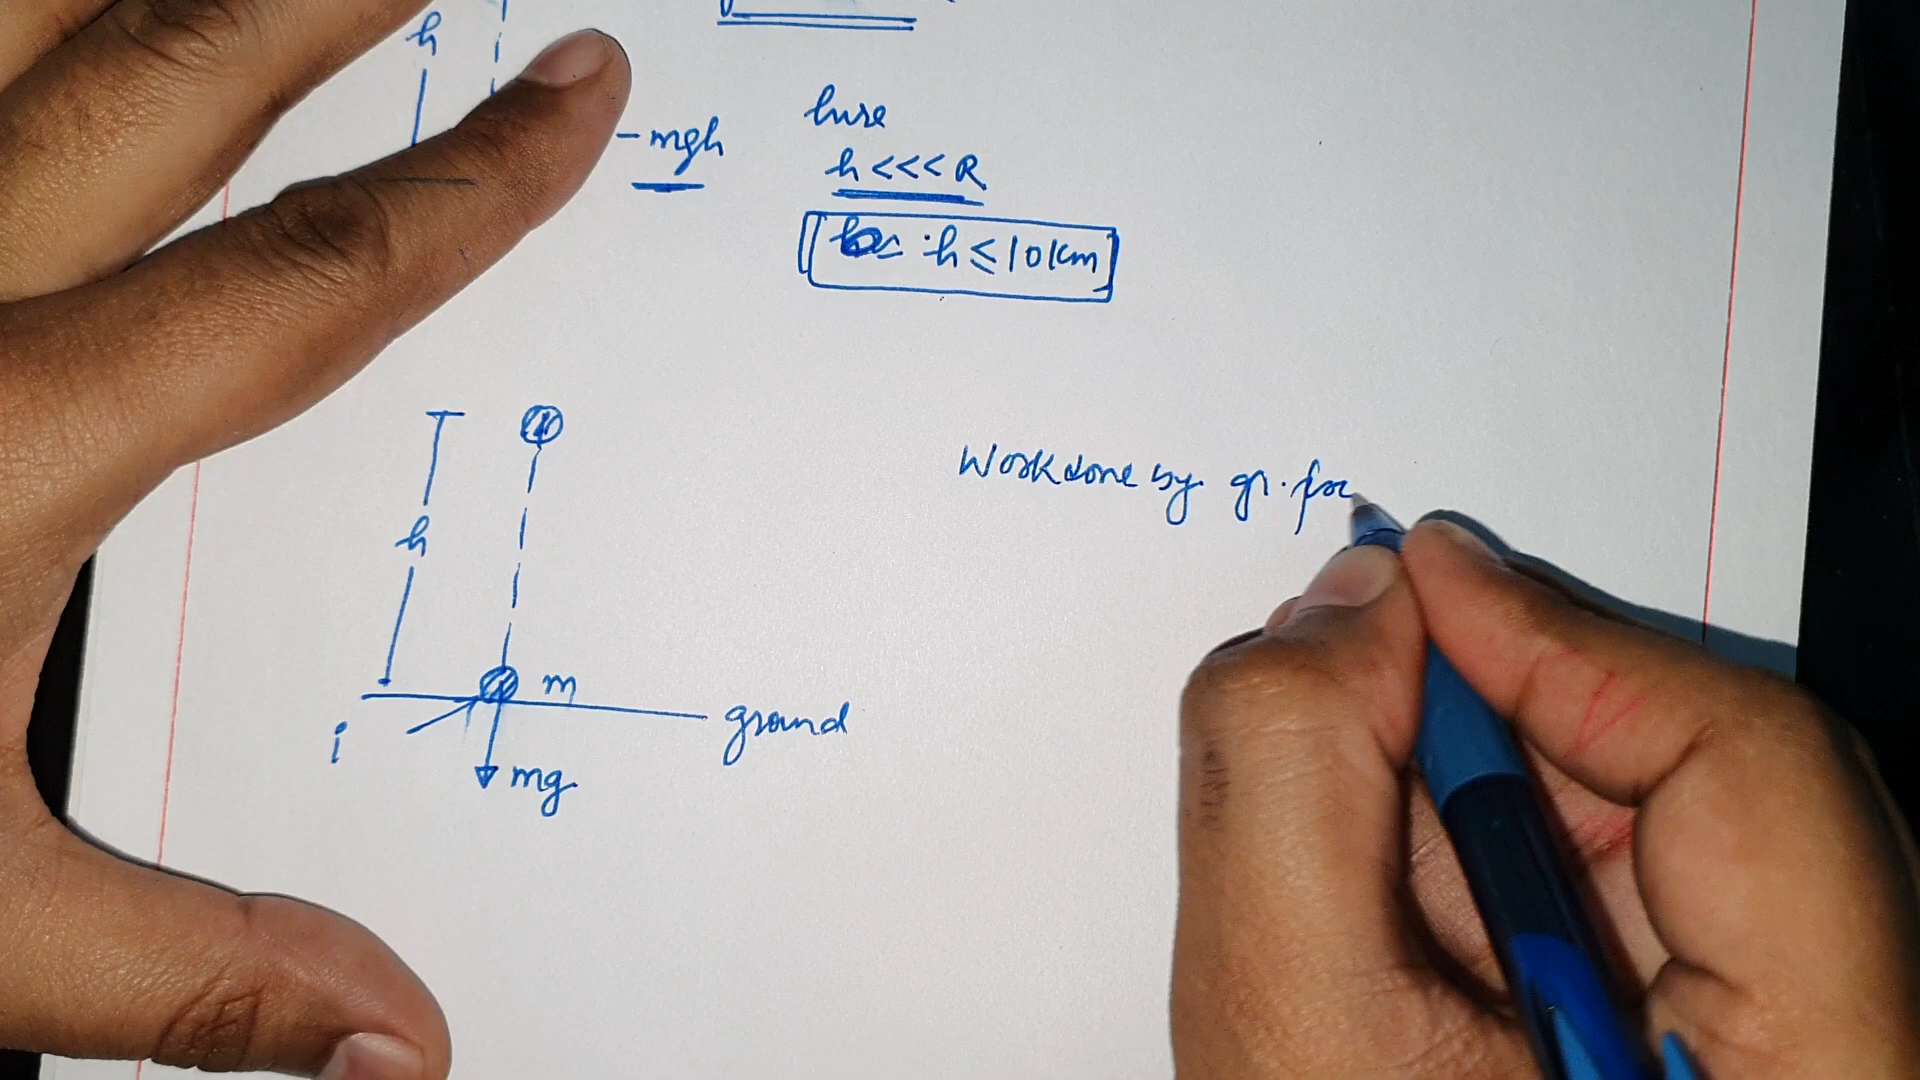 h
- mgh
here
h <<< R
h ≤ 10km
h
Workdone by gr. for
m
i
ground
mg